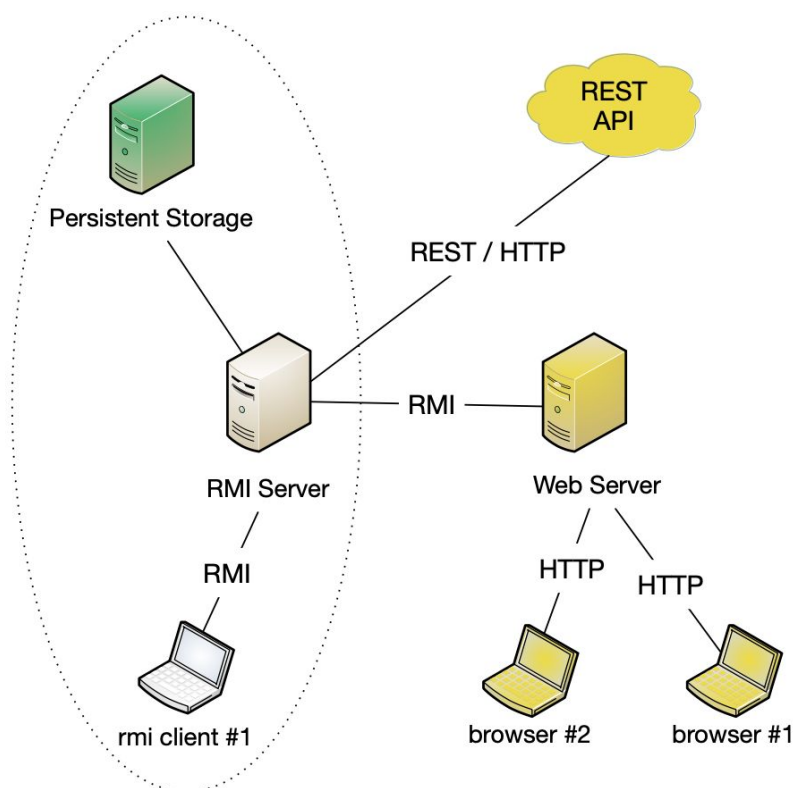 REST
API
Persistent Storage
REST / HTTP
RMI
RMI Server
Web Server
RMI
HTTP
HTTP
rmi client #1
browser #2
browser #1